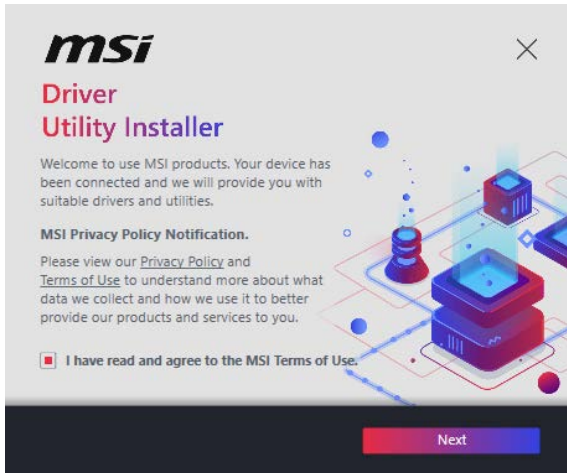 msi
Driver
Utility Installer
Welcome to use MSI products. Your device has
been connected and we will provide you with
suitable drivers and utilities.
MSI Privacy Policy Notification.
Please view our Privacy Policy and
Terms of Use to understand more about what
data we collect and how we use it to better
provide our products and services to you.
I have read and agree to the MSI Terms of Use.
Next